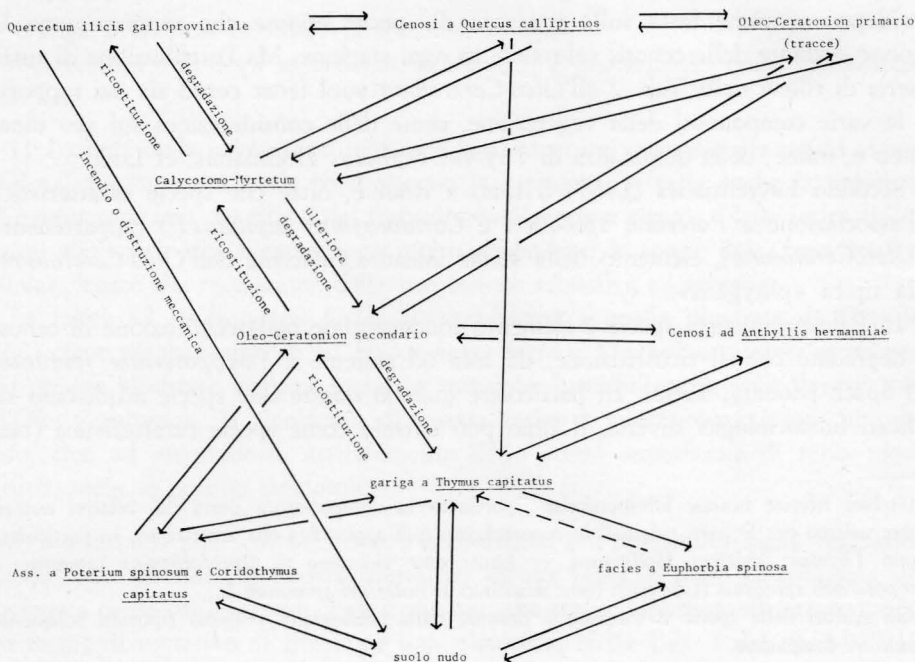 Quercetum ilicis galloprovinciale
Cenosi a Quercus calliprinos
Oleo-Ceratonion primario
(tracce)
ricostituzione
degradazione
incendio o distruzione meccanica
Calycotomo-Myrtetum
ricostituzione
ulteriore
degradazione
Oleo-Ceratonion secondario
Cenosi ad Anthyllis hermanniae
ricostituzione
degradazione
gariga a Thymus capitatus
Ass. a Poterium spinosum e Coridothymus
capitatus
Facies a Euphorbia spinosa
suolo nudo